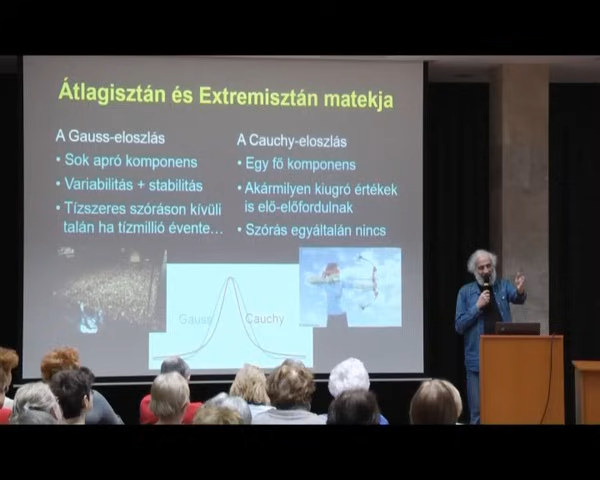 Átlagisztán és Extremisztán matekja
A Gauss-eloszlás
• Sok apró komponens
• Variabilitás + stabilitás
• Tízszeres szóráson kívüli
talán ha tízmillió évente…
A Cauchy-eloszlás
• Egy fő komponens
• Akármilyen kiugró értékek
is elő-előfordulnak
• Szórás egyáltalán nincs
Gauss
Cauchy